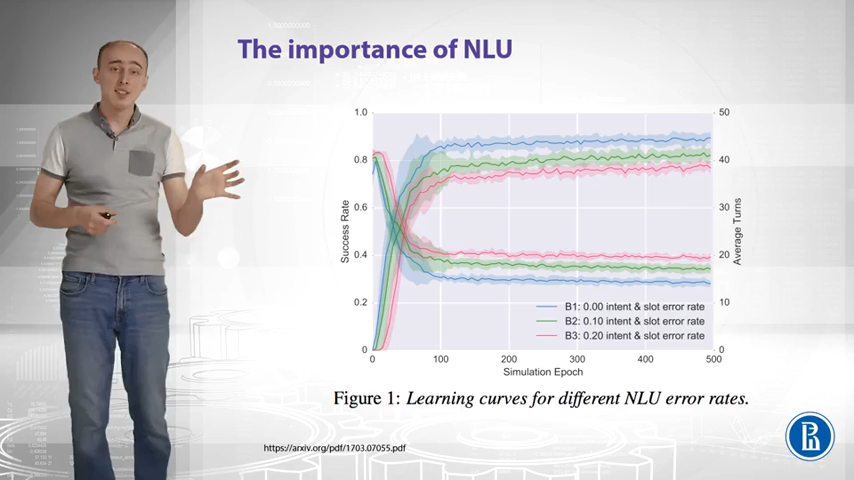 The importance of NLU
1.0
0.8
0.6
0.4
0.2
0
Success Rate
50
40
30
20
10
0
Average Turns
B1: 0.00 intent & slot error rate
B2: 0.10 intent & slot error rate
B3: 0.20 intent & slot error rate
0 100 200 300 400 500
Simulation Epoch
Figure 1: Learning curves for different NLU error rates.
https://arxiv.org/pdf/1703.07055.pdf